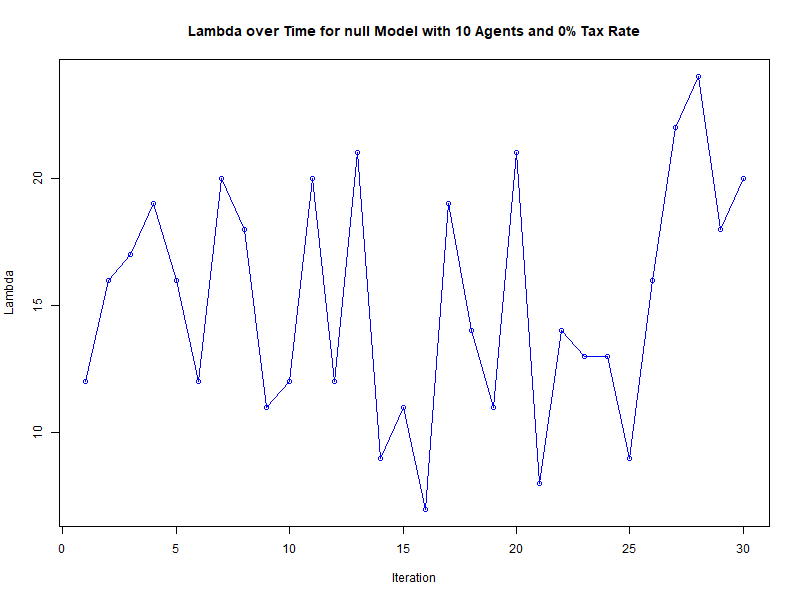 Lambda over Time for null Model with 10 Agents and 0% Tax Rate
20
15
10
Lambda
0 5 10 15 20 25 30
Iteration